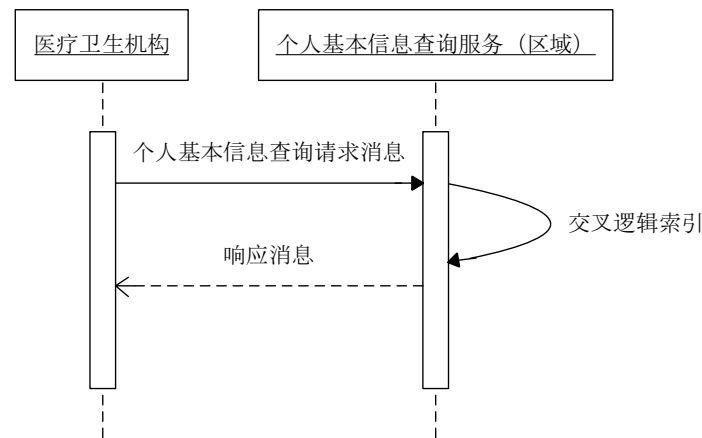 医疗卫生机构
个人基本信息查询服务（区域）
个人基本信息查询请求消息
交叉逻辑索引
响应消息